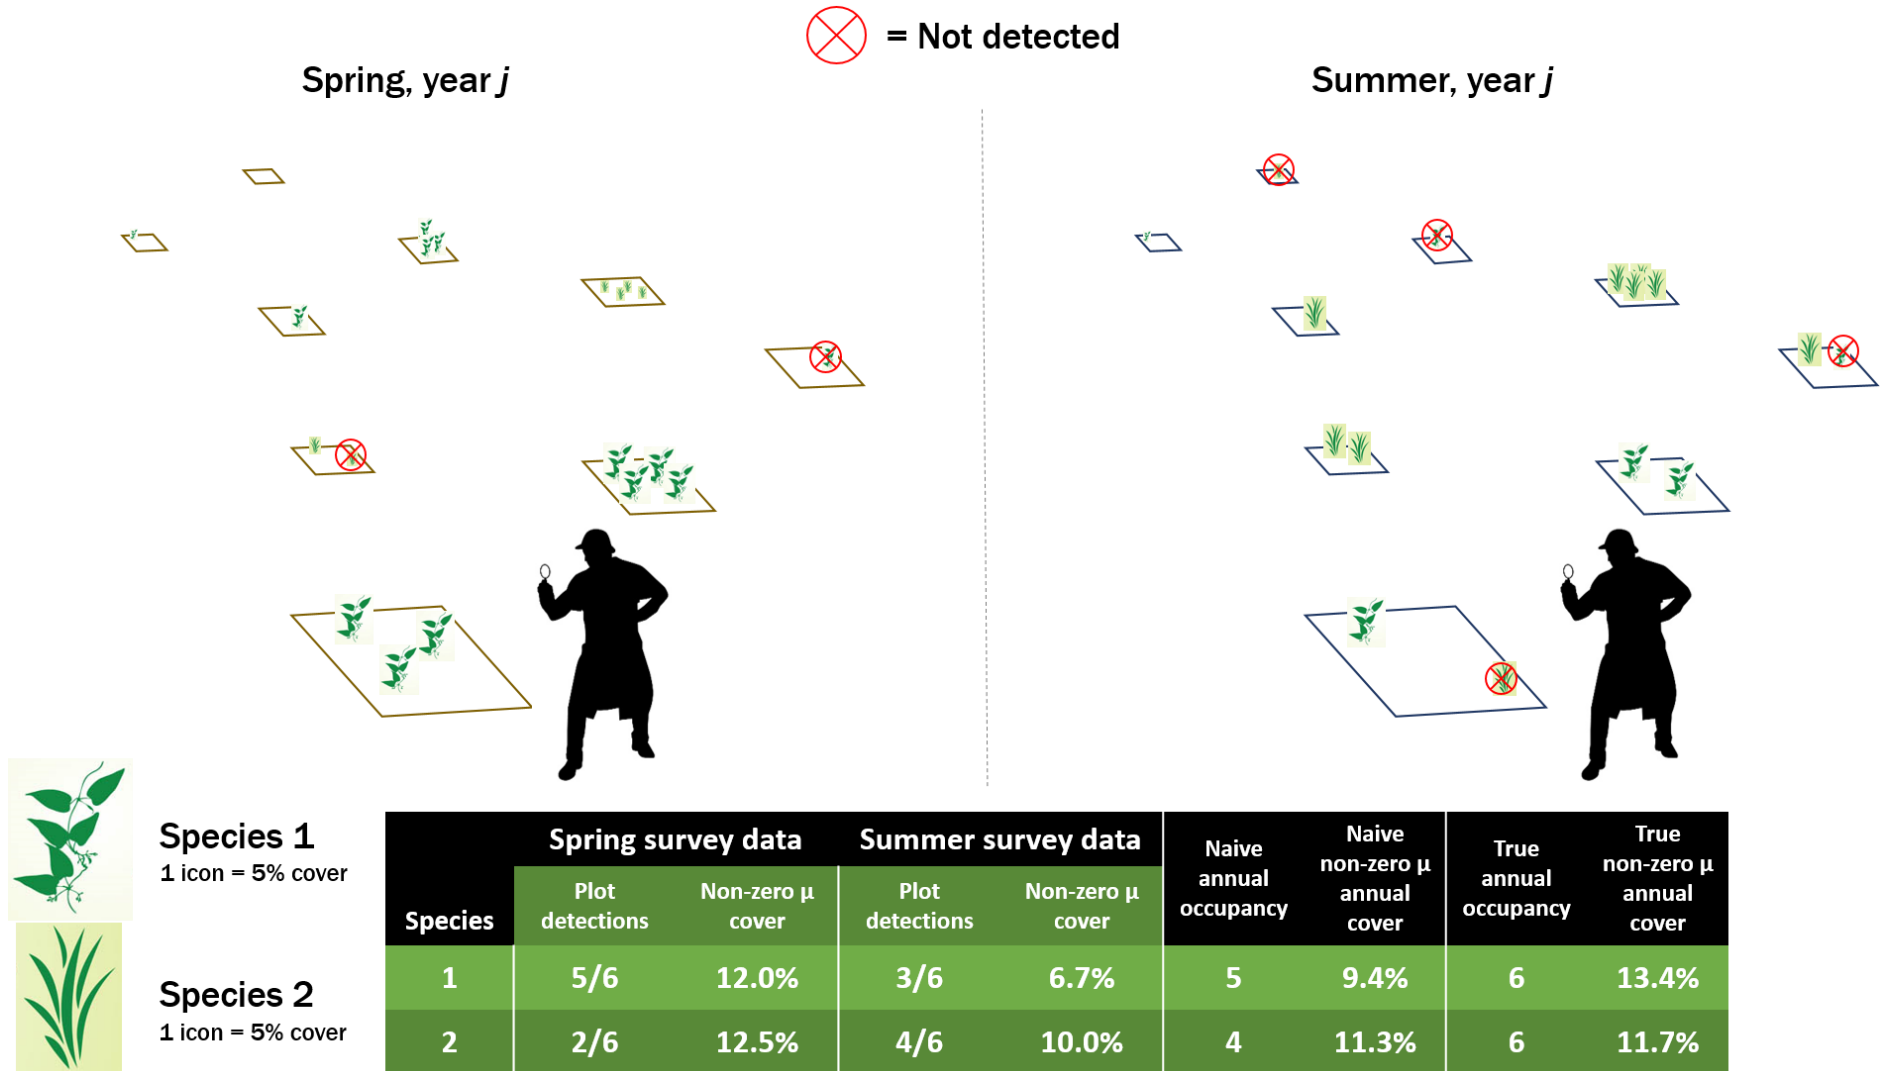 = Not detected
Spring, year j
Summer, year j
Species 1
1 icon = 5% cover
Species 2
1 icon = 5% cover
Spring survey data
Summer survey data
Naive
annual
occupancy
Naive
non-zero µ
annual
cover
True
annual
occupancy
True
non-zero µ
annual
cover
Species
Plot
detections
Non-zero µ
cover
Plot
detections
Non-zero µ
cover
1 5/6 12.0% 3/6 6.7% 5 9.4% 6 13.4%
2 2/6 12.5% 4/6 10.0% 4 11.3% 6 11.7%